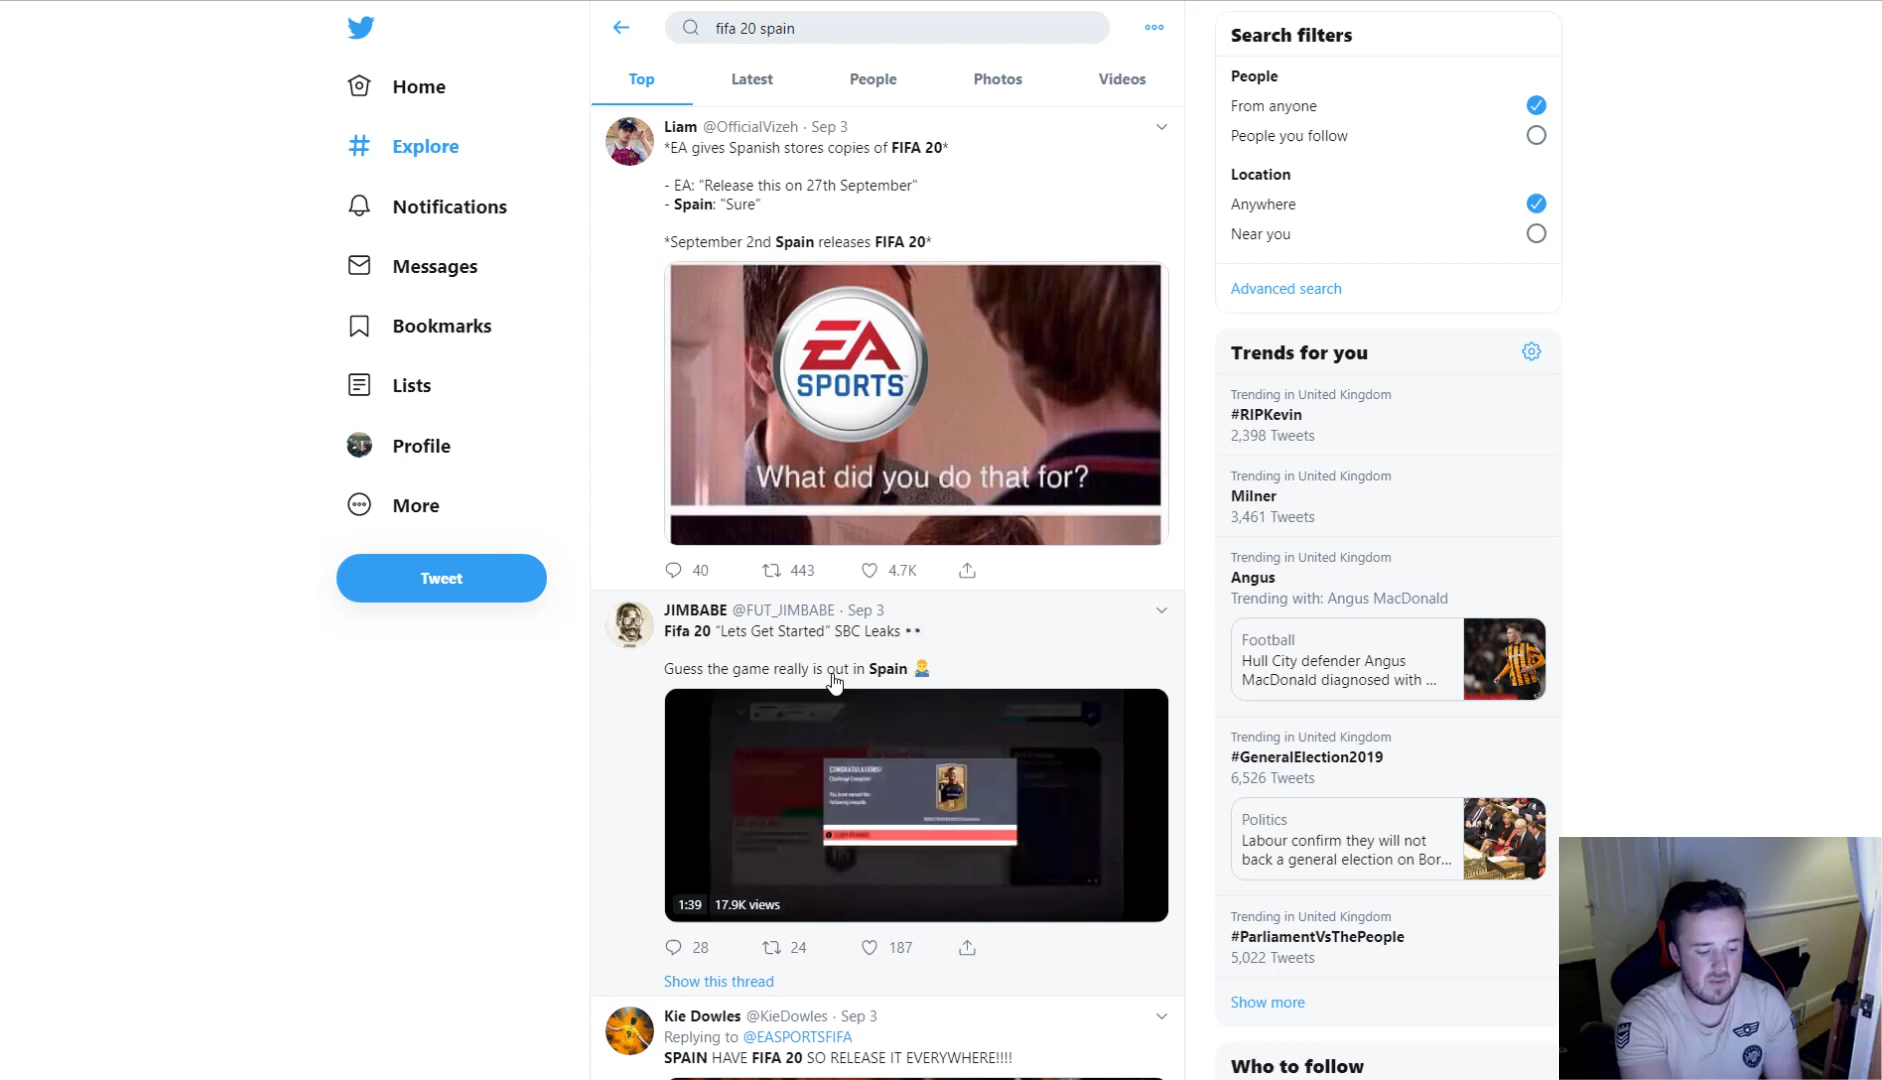 fifa 20 spain
Home
Explore
Notifications
Messages
Bookmarks
Lists
Profile
More
Tweet
Top
Latest
People
Photos
Videos
Liam @OfficialVizeh · Sep 3
*EA gives Spanish stores copies of FIFA 20*
- EA: "Release this on 27th September"
- Spain: "Sure"
*September 2nd Spain releases FIFA 20*
EA
SPORTS
What did you do that for?
40
443
4.7K
JIMBABE @FUT_JIMBABE · Sep 3
Fifa 20 "Lets Get Started" SBC Leaks
Guess the game really is out in Spain
CONGRATULATIONS!
1:39
17.9K views
28
24
187
Show this thread
Kie Dowles @KieDowles · Sep 3
Replying to @EASPORTSFIFA
SPAIN HAVE FIFA 20 SO RELEASE IT EVERYWHERE!!!!
Search filters
People
From anyone
People you follow
Location
Anywhere
Near you
Advanced search
Trends for you
Trending in United Kingdom
#RIPKevin
2,398 Tweets
Trending in United Kingdom
Milner
3,461 Tweets
Trending in United Kingdom
Angus
Trending with: Angus MacDonald
Football
Hull City defender Angus
MacDonald diagnosed with ...
Trending in United Kingdom
#GeneralElection2019
6,526 Tweets
Politics
Labour confirm they will not
back a general election on Bor...
Trending in United Kingdom
#ParliamentVsThePeople
5,022 Tweets
Show more
Who to follow